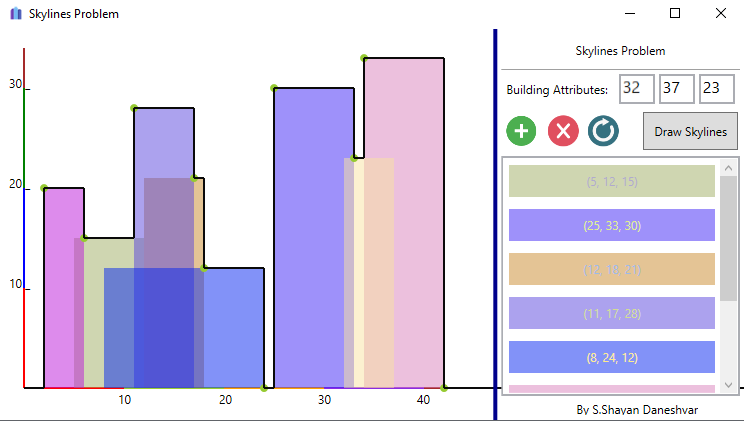 Skylines Problem
Skylines Problem
Building Attributes: 32 37 23
Draw Skylines
(5, 12, 15)
(25, 33, 30)
(12, 18, 21)
(11, 17, 28)
(8, 24, 12)
By S.Shayan Daneshvar
30
20
10
10 20 30 40